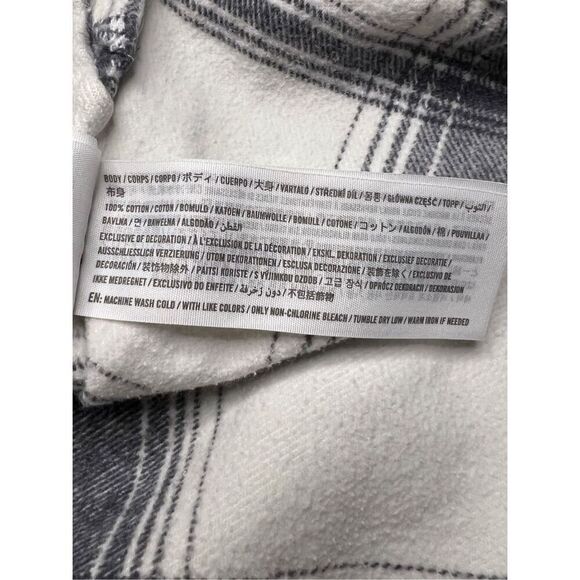 BODY / CORPS / CORPO / ボディ / CUERPO / 大身 / VARTALO / STŘEDNÍ DÍL / 몸통 / GŁÓWNA CZĘŚĆ / TOPP / التوب /
布身
100% COTTON / COTON / BOMULD / KATOEN / BAUMWOLLE / BOMULL / COTONE / コットン / ALGODÓN / 棉 / PUUVILLAA /
BAVLNA / 면 / BAWEŁNA / ALGODÃO / القطن
EXCLUSIVE OF DECORATION / À L'EXCLUSION DE LA DÉCORATION / EKSKL. DEKORATION / EXCLUSIEF DECORATIE /
AUSSCHLIESSLICH VERZIERUNG / UTOM DEKORATIONEN / ESCLUSA DECORAZIONE / 装飾を除く / EXCLUSIVO DE
DECORACIÓN / 装饰物除外 / PAITSI KORISTE / S VÝJIMKOU OZDOB / 고급 장식 / OPRÓCZ DEKORACJI / DEKORASJON
IKKE MEDREGNET / EXCLUSIVO DO ENFEITE / دون زخرفة / 不包括飾物
EN: MACHINE WASH COLD / WITH LIKE COLORS / ONLY NON-CHLORINE BLEACH / TUMBLE DRY LOW / WARM IRON IF NEEDED